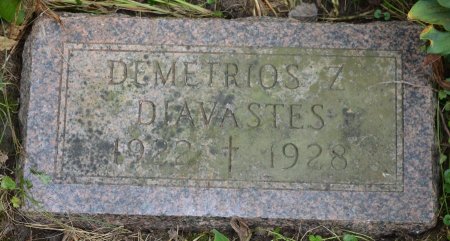 DEMETRIOS Z
DIAVASTES
1922 † 1928